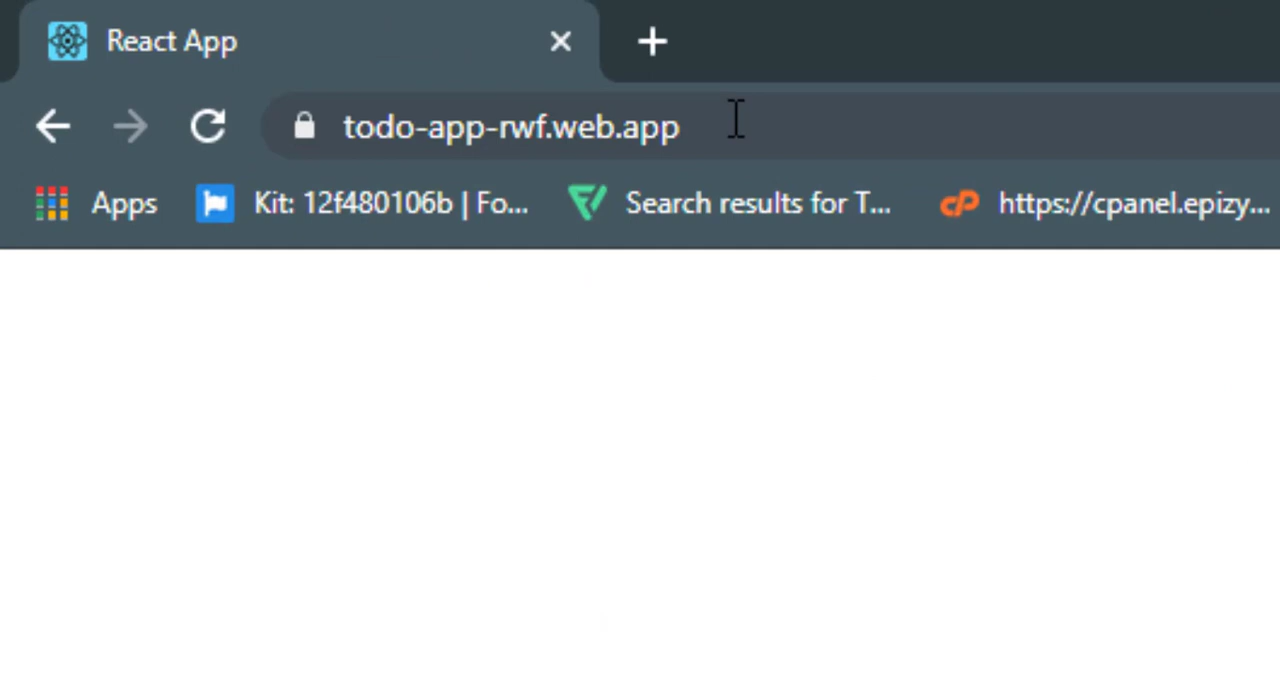 React App
todo-app-rwf.web.app
Apps Kit: 12f480106b | Fo... Search results for T... https://cpanel.epizy...